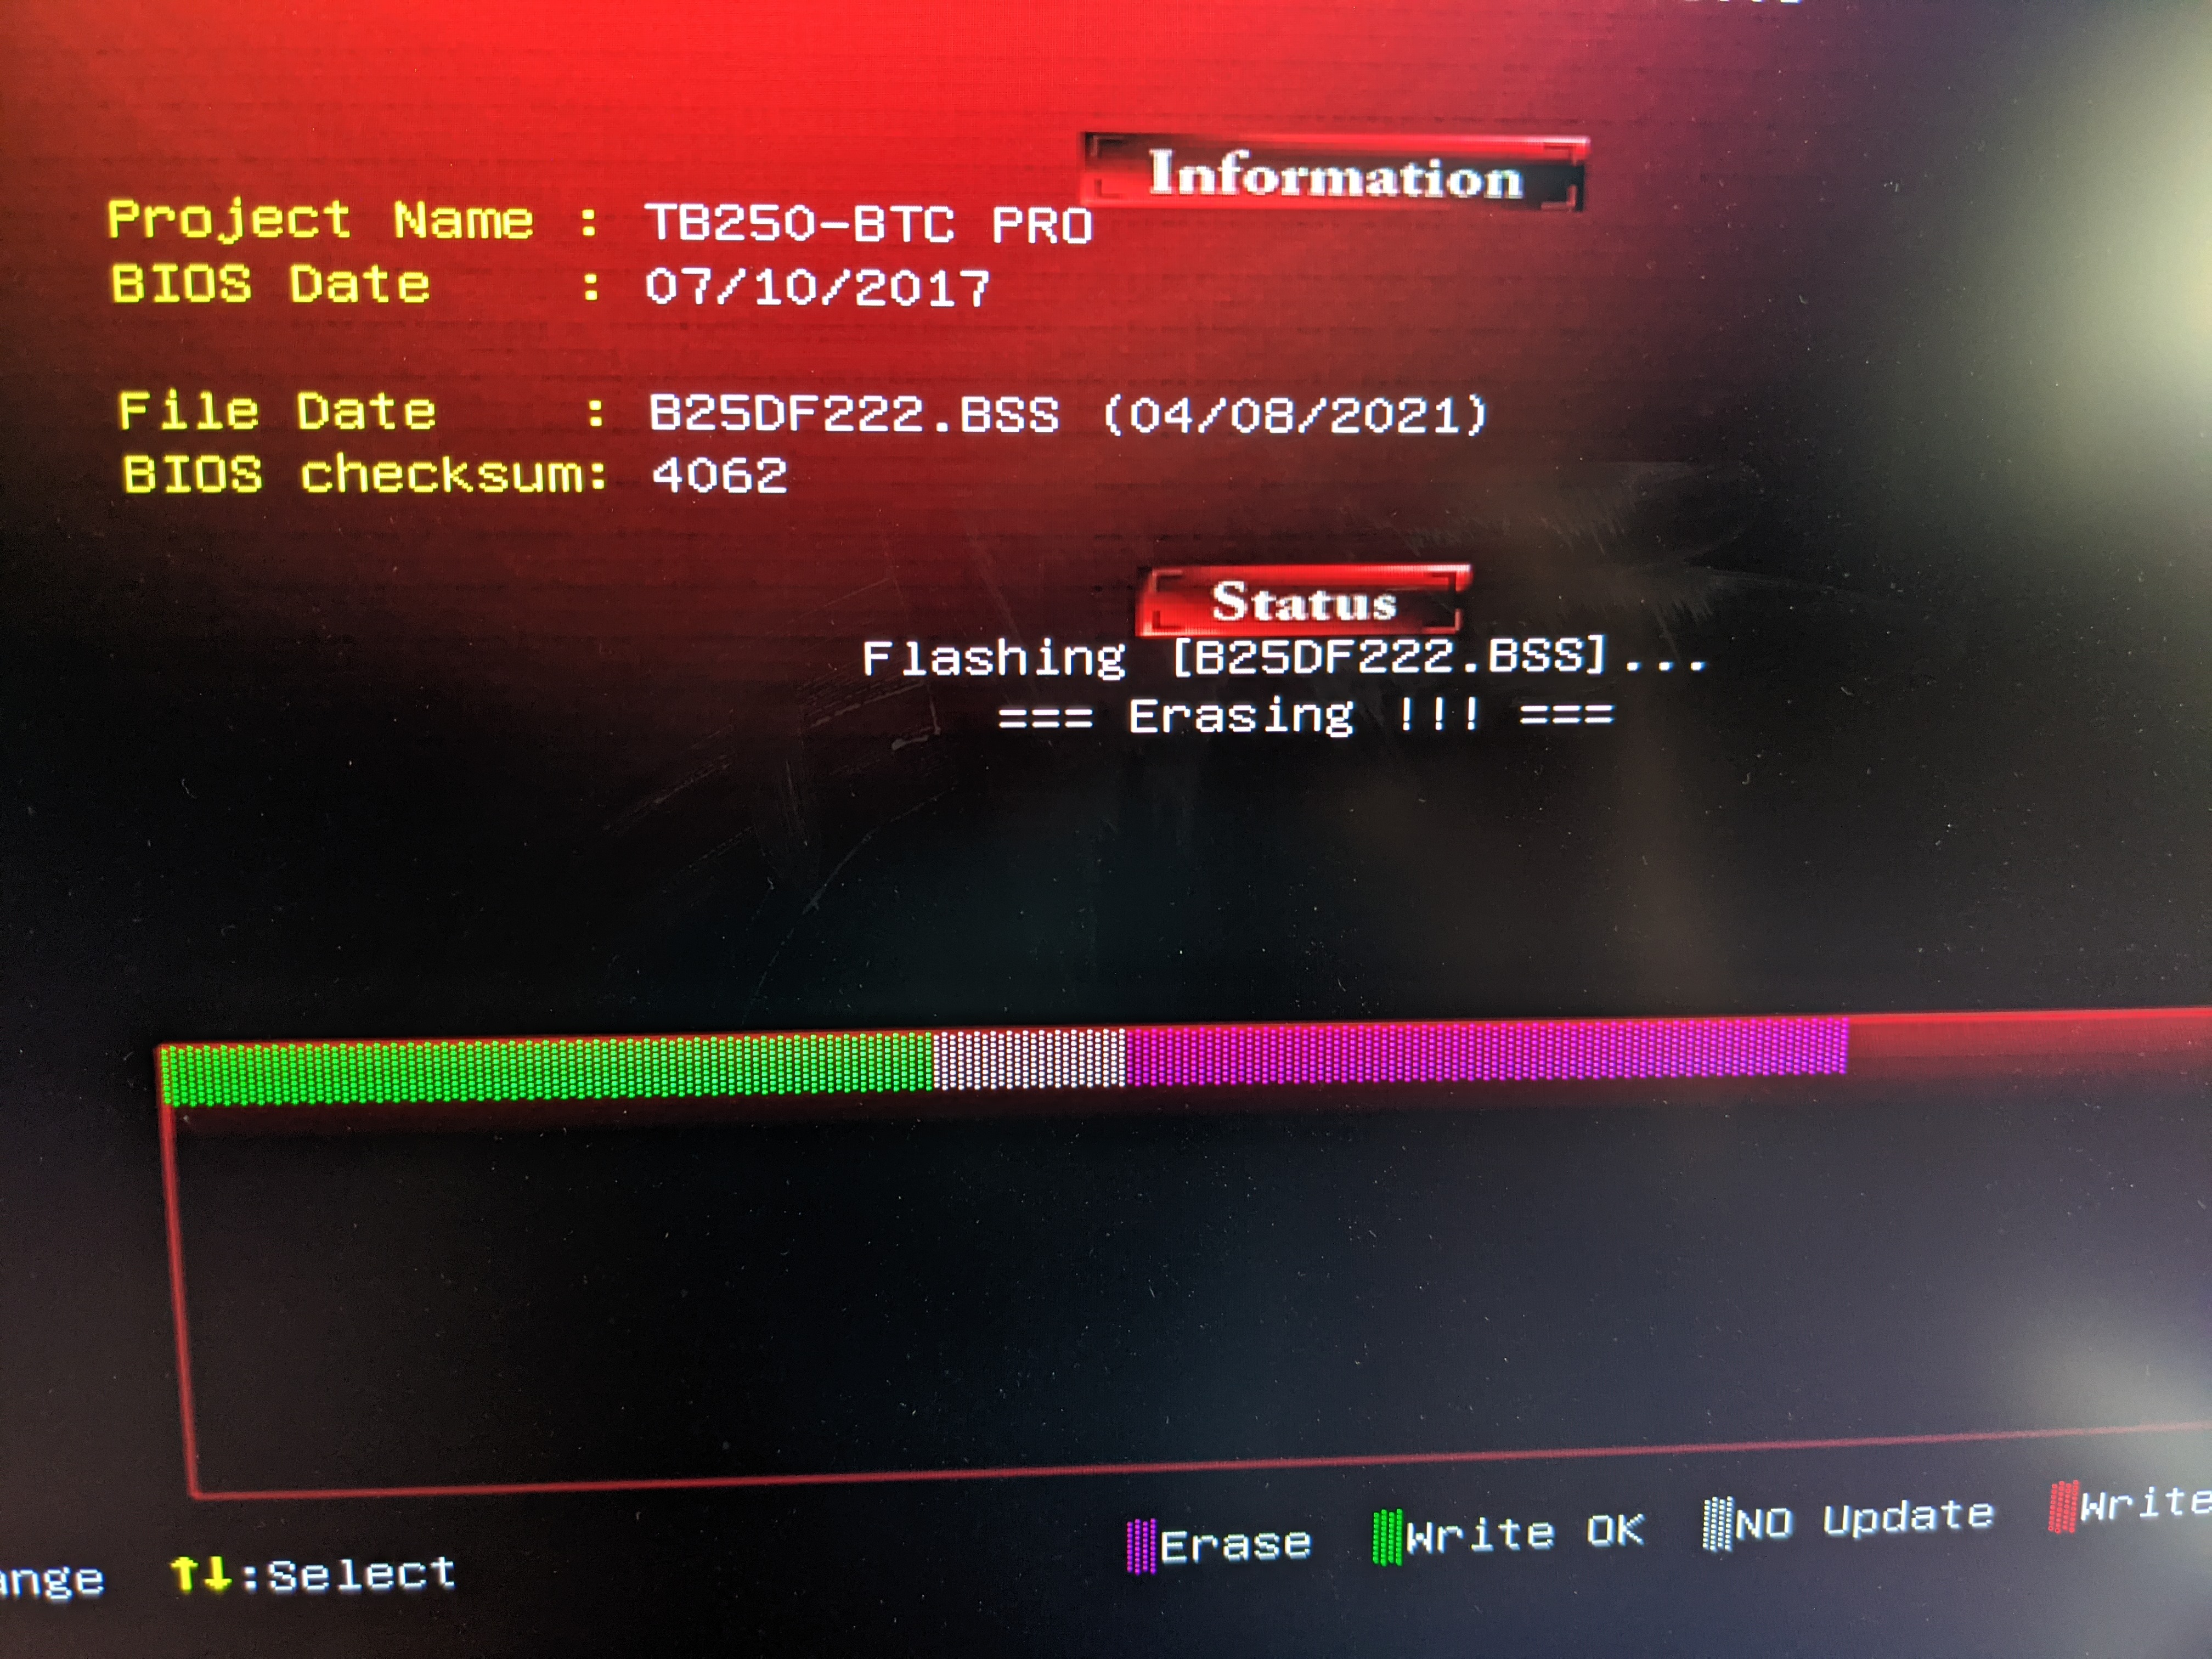 Information
Project Name : TB250-BTC PRO
BIOS Date : 07/10/2017
File Date : B25DF222.BSS (04/08/2021)
BIOS checksum: 4062
Status
Flashing [B25DF222.BSS]...
=== Erasing !!! ===
Erase Write OK NO Update Write
ange ↑↓:Select